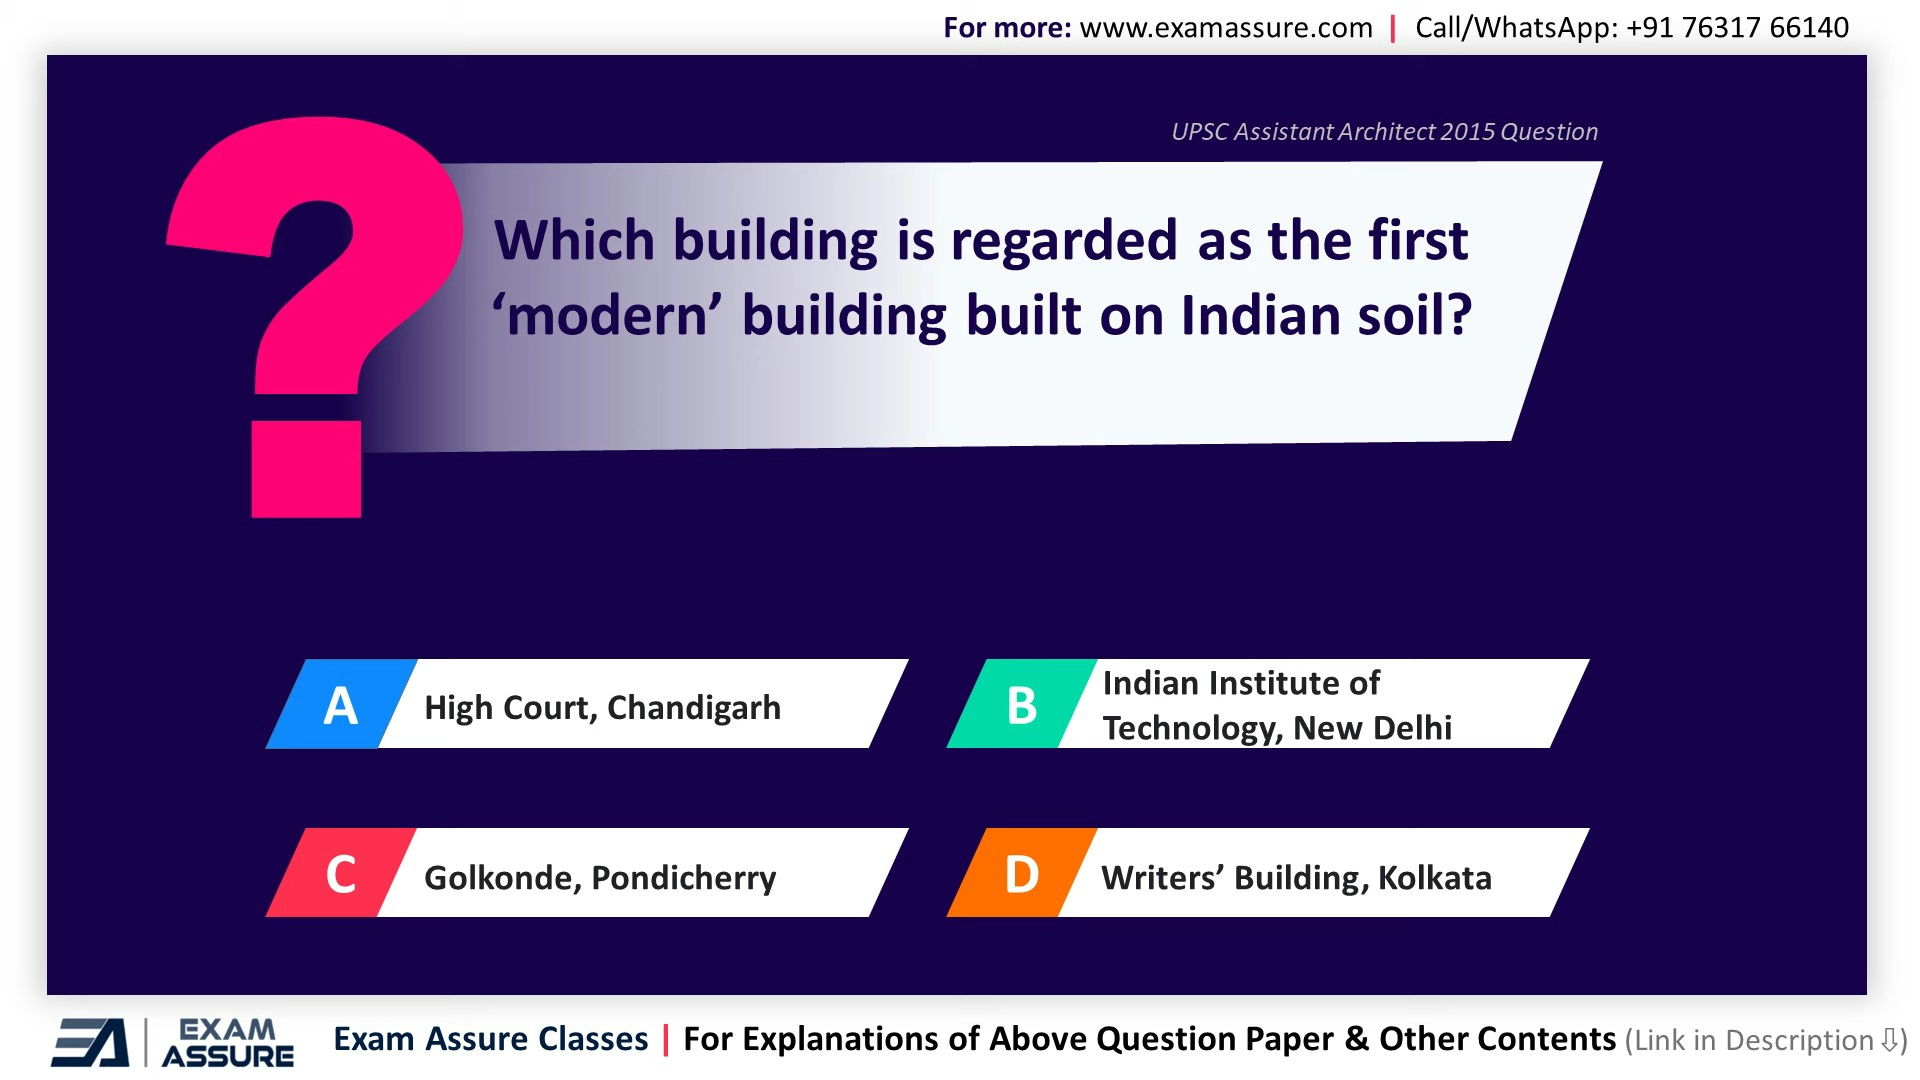 For more: www.examassure.com | Call/WhatsApp: +91 76317 66140
UPSC Assistant Architect 2015 Question
?
Which building is regarded as the first
‘modern’ building built on Indian soil?
A High Court, Chandigarh
B Indian Institute of
Technology, New Delhi
C Golkonde, Pondicherry
D Writers’ Building, Kolkata
EA | EXAM
ASSURE
Exam Assure Classes | For Explanations of Above Question Paper & Other Contents (Link in Description ⇩)